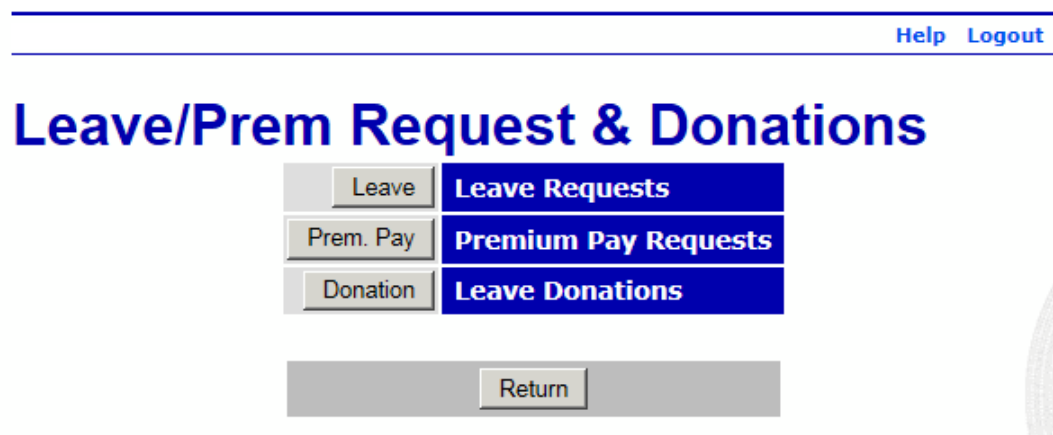 Help Logout
Leave/Prem Request & Donations
Leave Leave Requests
Prem. Pay Premium Pay Requests
Donation Leave Donations
Return